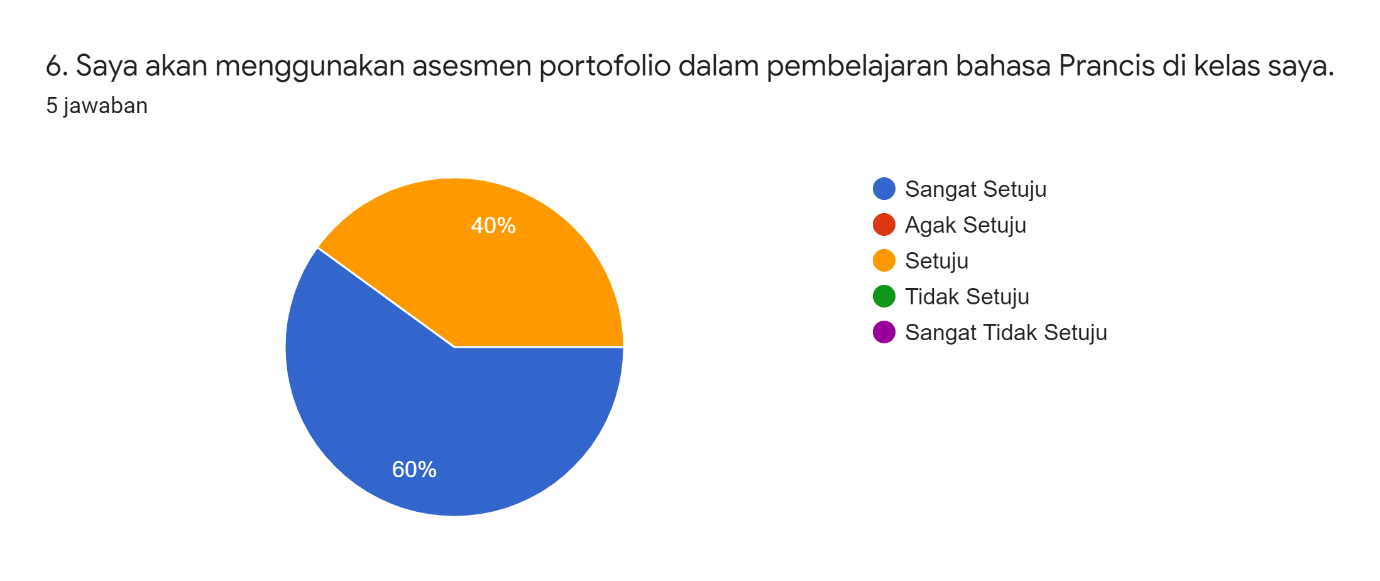 6. Saya akan menggunakan asesmen portofolio dalam pembelajaran bahasa Prancis di kelas saya.
5 jawaban
40%
60%
Sangat Setuju
Agak Setuju
Setuju
Tidak Setuju
Sangat Tidak Setuju